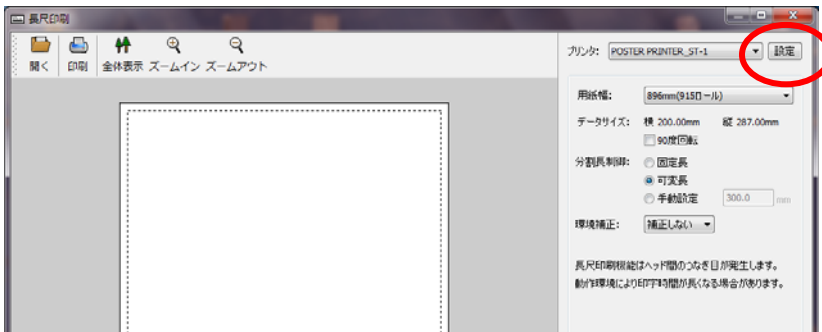 長尺印刷
開く 印刷 全体表示 ズームイン ズームアウト
プリンタ: POSTER PRINTER_ST-1 設定
用紙幅: 896mm(915ロール)
データサイズ: 横 200.00mm 縦 287.00mm
90度回転
分割長制御: 固定長
可変長
手動設定 300.0 mm
環境補正: 補正しない
長尺印刷機能はヘッド間のつなぎ目が発生します。
動作環境により印字時間が長くなる場合があります。